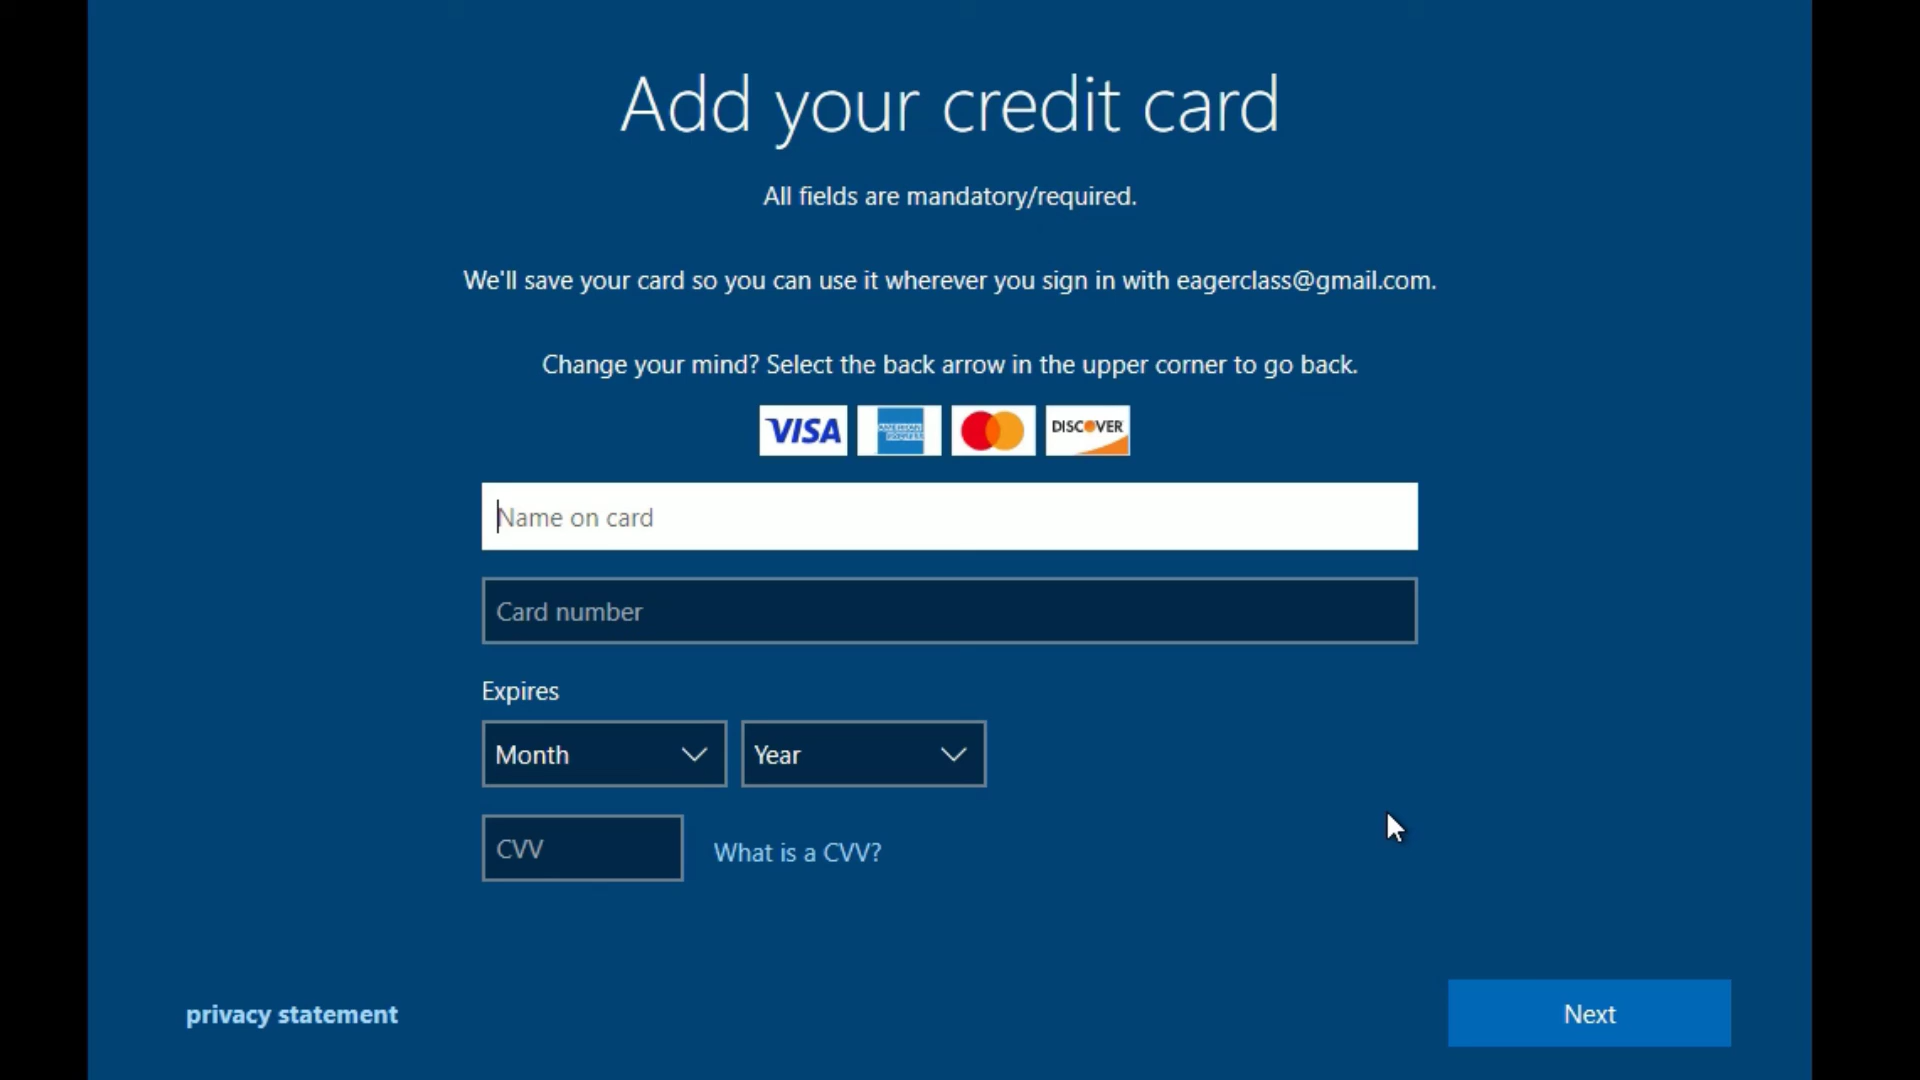 Add your credit card
All fields are mandatory/required.
We'll save your card so you can use it wherever you sign in with eagerclass@gmail.com.
Change your mind? Select the back arrow in the upper corner to go back.
VISA AMERICAN EXPRESS DISCOVER
Name on card
Card number
Expires
Month Year
CVV What is a CVV?
privacy statement Next